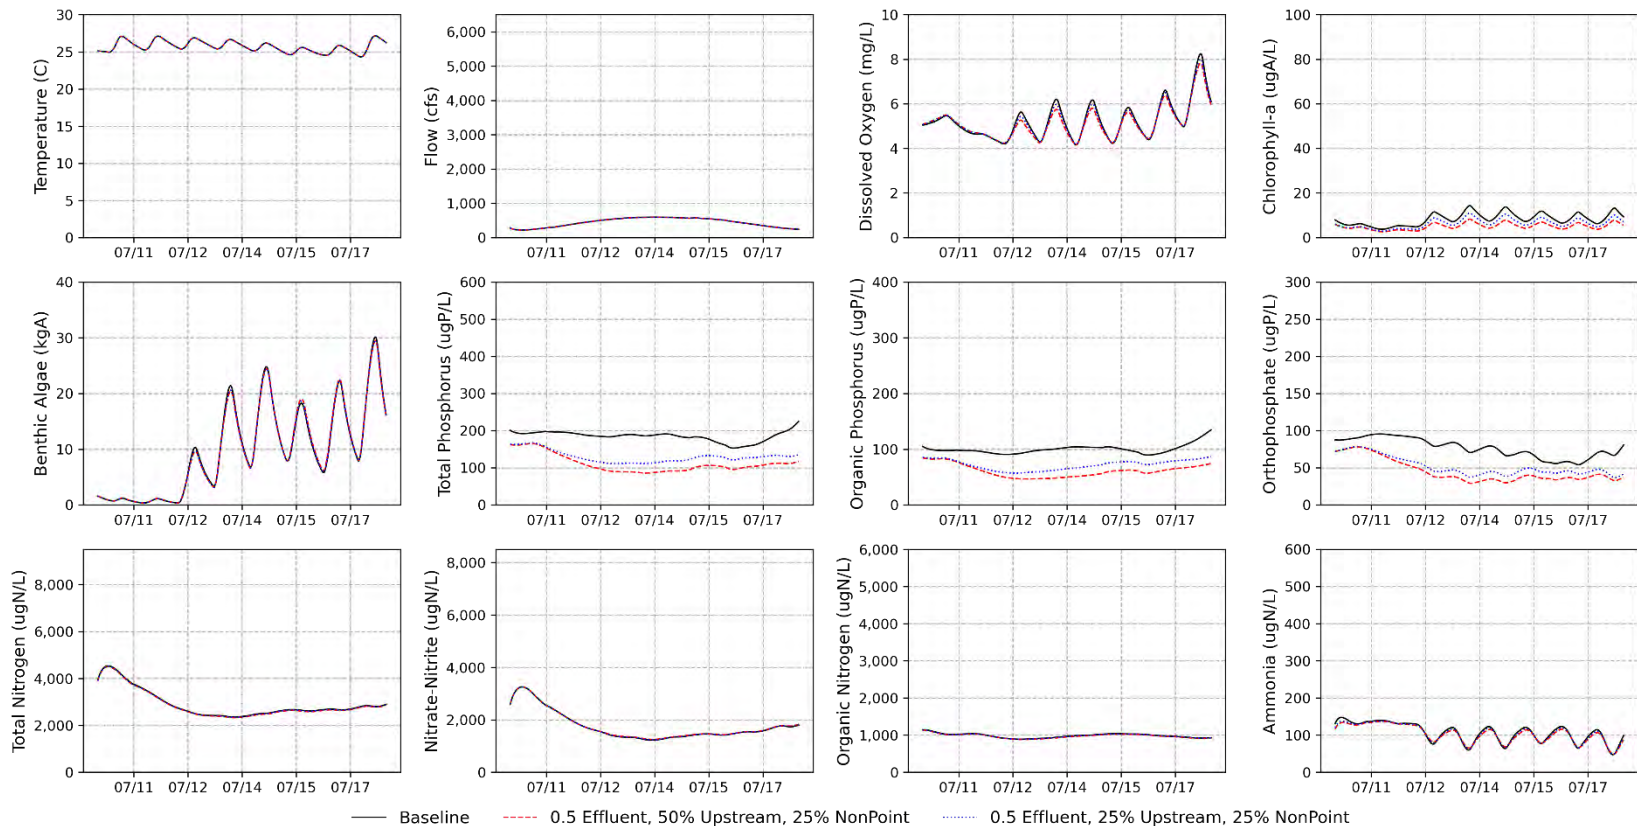 Temperature (C)
30
25
20
15
10
5
0
07/11 07/12 07/14 07/15 07/17
Flow (cfs)
6,000
5,000
4,000
3,000
2,000
1,000
0
07/11 07/12 07/14 07/15 07/17
Dissolved Oxygen (mg/L)
10
8
6
4
2
0
07/11 07/12 07/14 07/15 07/17
Chlorophyll-a (ugA/L)
100
80
60
40
20
0
07/11 07/12 07/14 07/15 07/17
Benthic Algae (kgA)
40
30
20
10
0
07/11 07/12 07/14 07/15 07/17
Total Phosphorus (ugP/L)
600
500
400
300
200
100
0
07/11 07/12 07/14 07/15 07/17
Organic Phosphorus (ugP/L)
400
300
200
100
0
07/11 07/12 07/14 07/15 07/17
Orthophosphate (ugP/L)
300
250
200
150
100
50
0
07/11 07/12 07/14 07/15 07/17
Total Nitrogen (ugN/L)
8,000
6,000
4,000
2,000
0
07/11 07/12 07/14 07/15 07/17
Nitrate-Nitrite (ugN/L)
8,000
6,000
4,000
2,000
0
07/11 07/12 07/14 07/15 07/17
Organic Nitrogen (ugN/L)
6,000
5,000
4,000
3,000
2,000
1,000
0
07/11 07/12 07/14 07/15 07/17
Ammonia (ugN/L)
600
500
400
300
200
100
0
07/11 07/12 07/14 07/15 07/17
Baseline 0.5 Effluent, 50% Upstream, 25% NonPoint 0.5 Effluent, 25% Upstream, 25% NonPoint